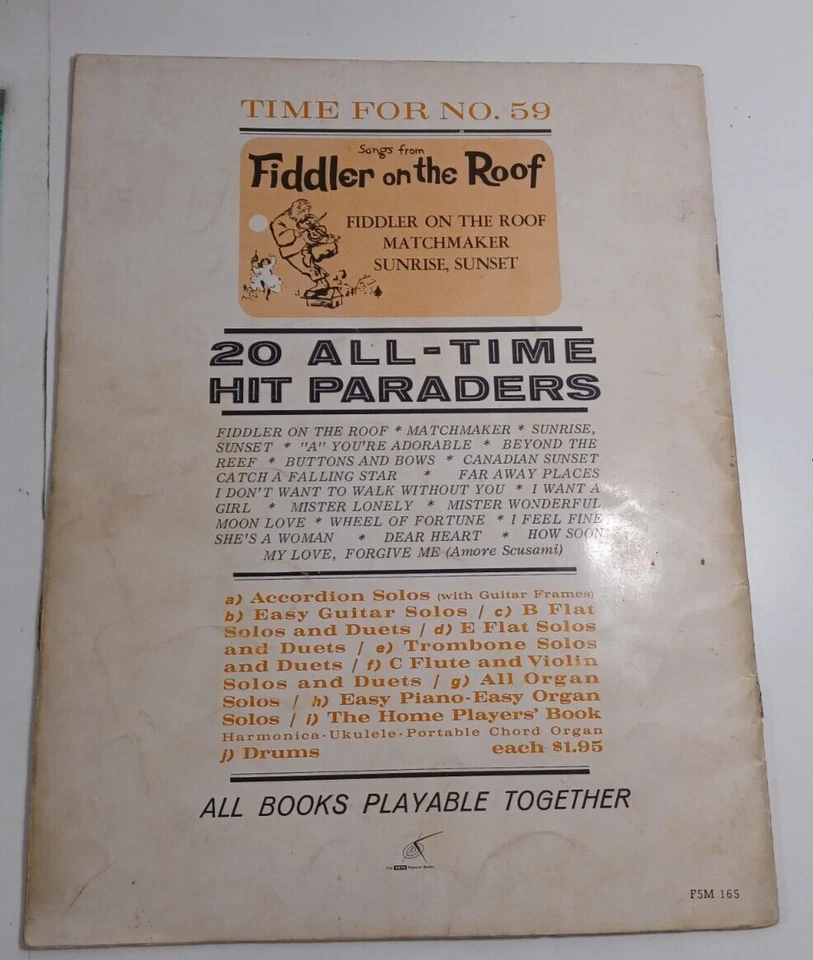 TIME FOR NO. 59
Songs from
Fiddler on the Roof
FIDDLER ON THE ROOF
MATCHMAKER
SUNRISE, SUNSET
20 ALL-TIME
HIT PARADERS
FIDDLER ON THE ROOF * MATCHMAKER * SUNRISE,
SUNSET * "A" YOU'RE ADORABLE * BEYOND THE
REEF * BUTTONS AND BOWS * CANADIAN SUNSET
CATCH A FALLING STAR * FAR AWAY PLACES
I DON'T WANT TO WALK WITHOUT YOU * I WANT A
GIRL * MISTER LONELY * MISTER WONDERFUL
MOON LOVE * WHEEL OF FORTUNE * I FEEL FINE
SHE'S A WOMAN * DEAR HEART * HOW SOON
MY LOVE, FORGIVE ME (Amore Scusami)
a) Accordion Solos (with Guitar Frames)
b) Easy Guitar Solos / c) B Flat
Solos and Duets / d) E Flat Solos
and Duets / e) Trombone Solos
and Duets / f) C Flute and Violin
Solos and Duets / g) All Organ
Solos / h) Easy Piano-Easy Organ
Solos / i) The Home Players' Book
Harmonica-Ukulele-Portable Chord Organ
j) Drums each $1.95
ALL BOOKS PLAYABLE TOGETHER
F5M 165